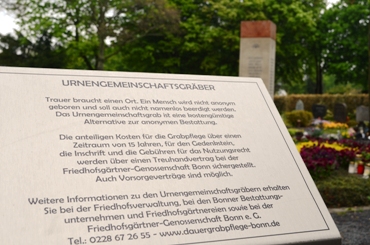 URNENGEMEINSCHAFTSGRÄBER
Trauer braucht einen Ort. Ein Mensch wird nicht anonym
geboren und soll auch nicht namenlos beerdigt werden.
Das Urnengemeinschaftsgrab ist eine kostengünstige
Alternative zur anonymen Bestattung.
Die anteiligen Kosten für die Grabpflege über einen
Zeitraum von 15 Jahren, für den Gedenkstein,
die Inschrift und die Gebühren für das Nutzungsrecht
werden über einen Treuhandvertrag bei der
Friedhofsgärtner-Genossenschaft Bonn sichergestellt.
Auch Vorsorgeverträge sind möglich.
Weitere Informationen zu den Urnengemeinschaftsgräbern erhalten
Sie bei der Friedhofsverwaltung, bei den Bonner Bestattungs-
unternehmen und Friedhofsgärtnereien sowie bei der
Friedhofsgärtner-Genossenschaft Bonn e. G.
Tel.: 0228 67 26 55 - www.dauergrabpflege-bonn.de